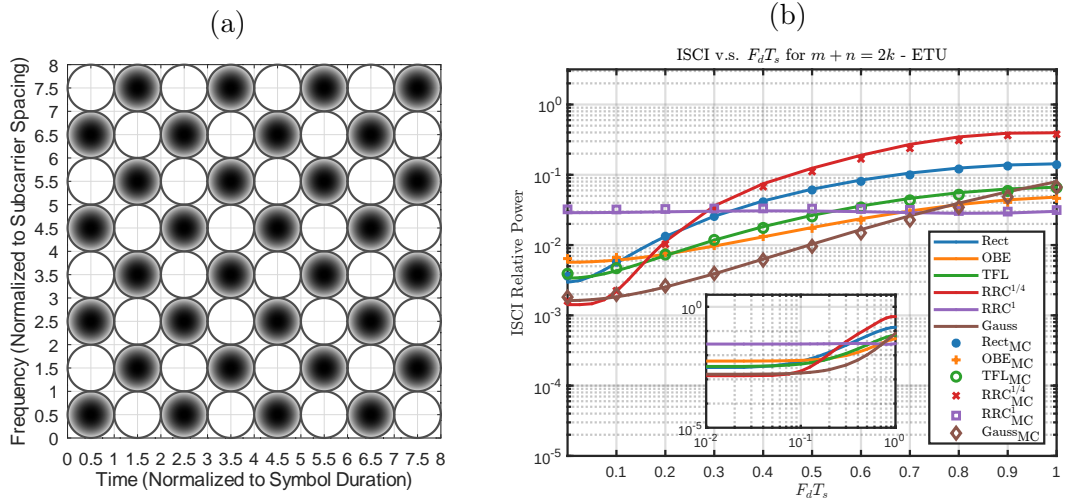 (a)
Frequency (Normalized to Subcarrier Spacing)
8
7.5
7
6.5
6
5.5
5
4.5
4
3.5
3
2.5
2
1.5
1
0.5
0
0 0.5 1 1.5 2 2.5 3 3.5 4 4.5 5 5.5 6 6.5 7 7.5 8
Time (Normalized to Symbol Duration)
(b)
ISCI v.s. F_dT_s for m + n = 2k - ETU
ISCI Relative Power
10^0
10^-1
10^-2
10^-3
10^-4
10^-5
0.1 0.2 0.3 0.4 0.5 0.6 0.7 0.8 0.9 1
F_dT_s
10^0
10^-5
10^-2 10^-1 10^0
Rect
OBE
TFL
RRC^1/4
RRC^1
Gauss
Rect_MC
OBE_MC
TFL_MC
RRC^1/4_MC
RRC^1_MC
Gauss_MC